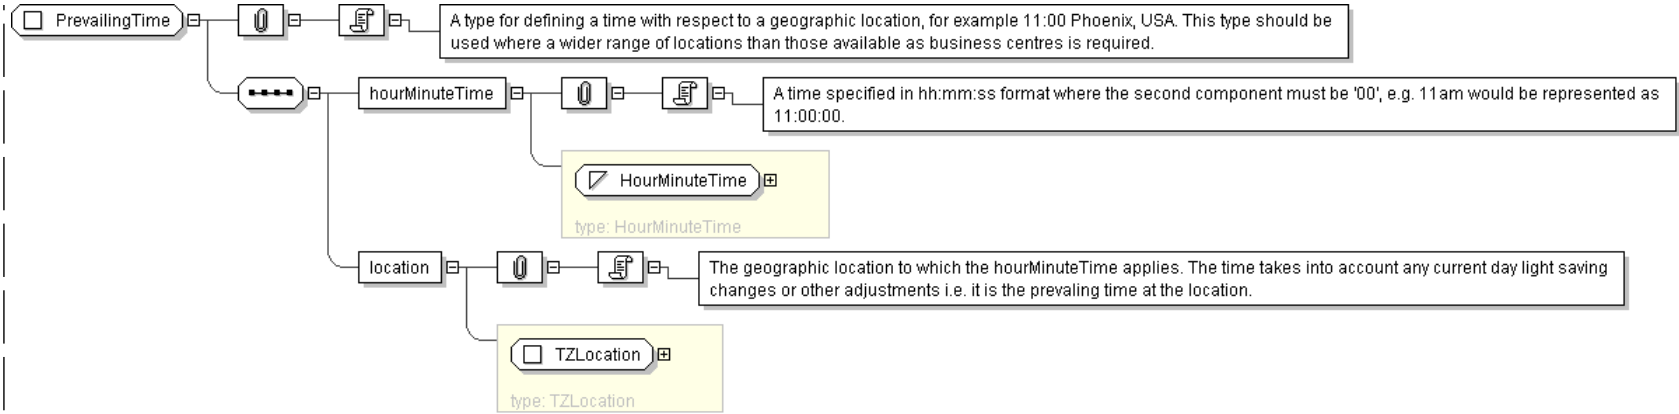 PrevailingTime
A type for defining a time with respect to a geographic location, for example 11:00 Phoenix, USA. This type should be
used where a wider range of locations than those available as business centres is required.
hourMinuteTime
A time specified in hh:mm:ss format where the second component must be '00', e.g. 11am would be represented as
11:00:00.
HourMinuteTime
type: HourMinuteTime
location
The geographic location to which the hourMinuteTime applies. The time takes into account any current day light saving
changes or other adjustments i.e. it is the prevaling time at the location.
TZLocation
type: TZLocation